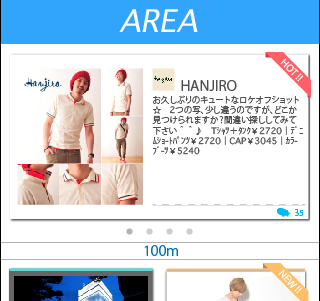 AREA
HOT!!
Hanjiro.
HANJIRO
お久しぶりのキュートなロケオフショット
☆　2つの写、少し違うのですが、どこか
見つけられますか？間違い探ししてみて
下さい＾＾♪　Tｼｬﾂ+ﾀﾝｸ￥2720｜ﾃﾞﾆ
ﾑｼｮｰﾄﾊﾟﾝﾂ￥2720｜CAP￥3045｜ｶﾗｰ
ﾌﾞｰﾂ￥5240
35
100m
NEW!!